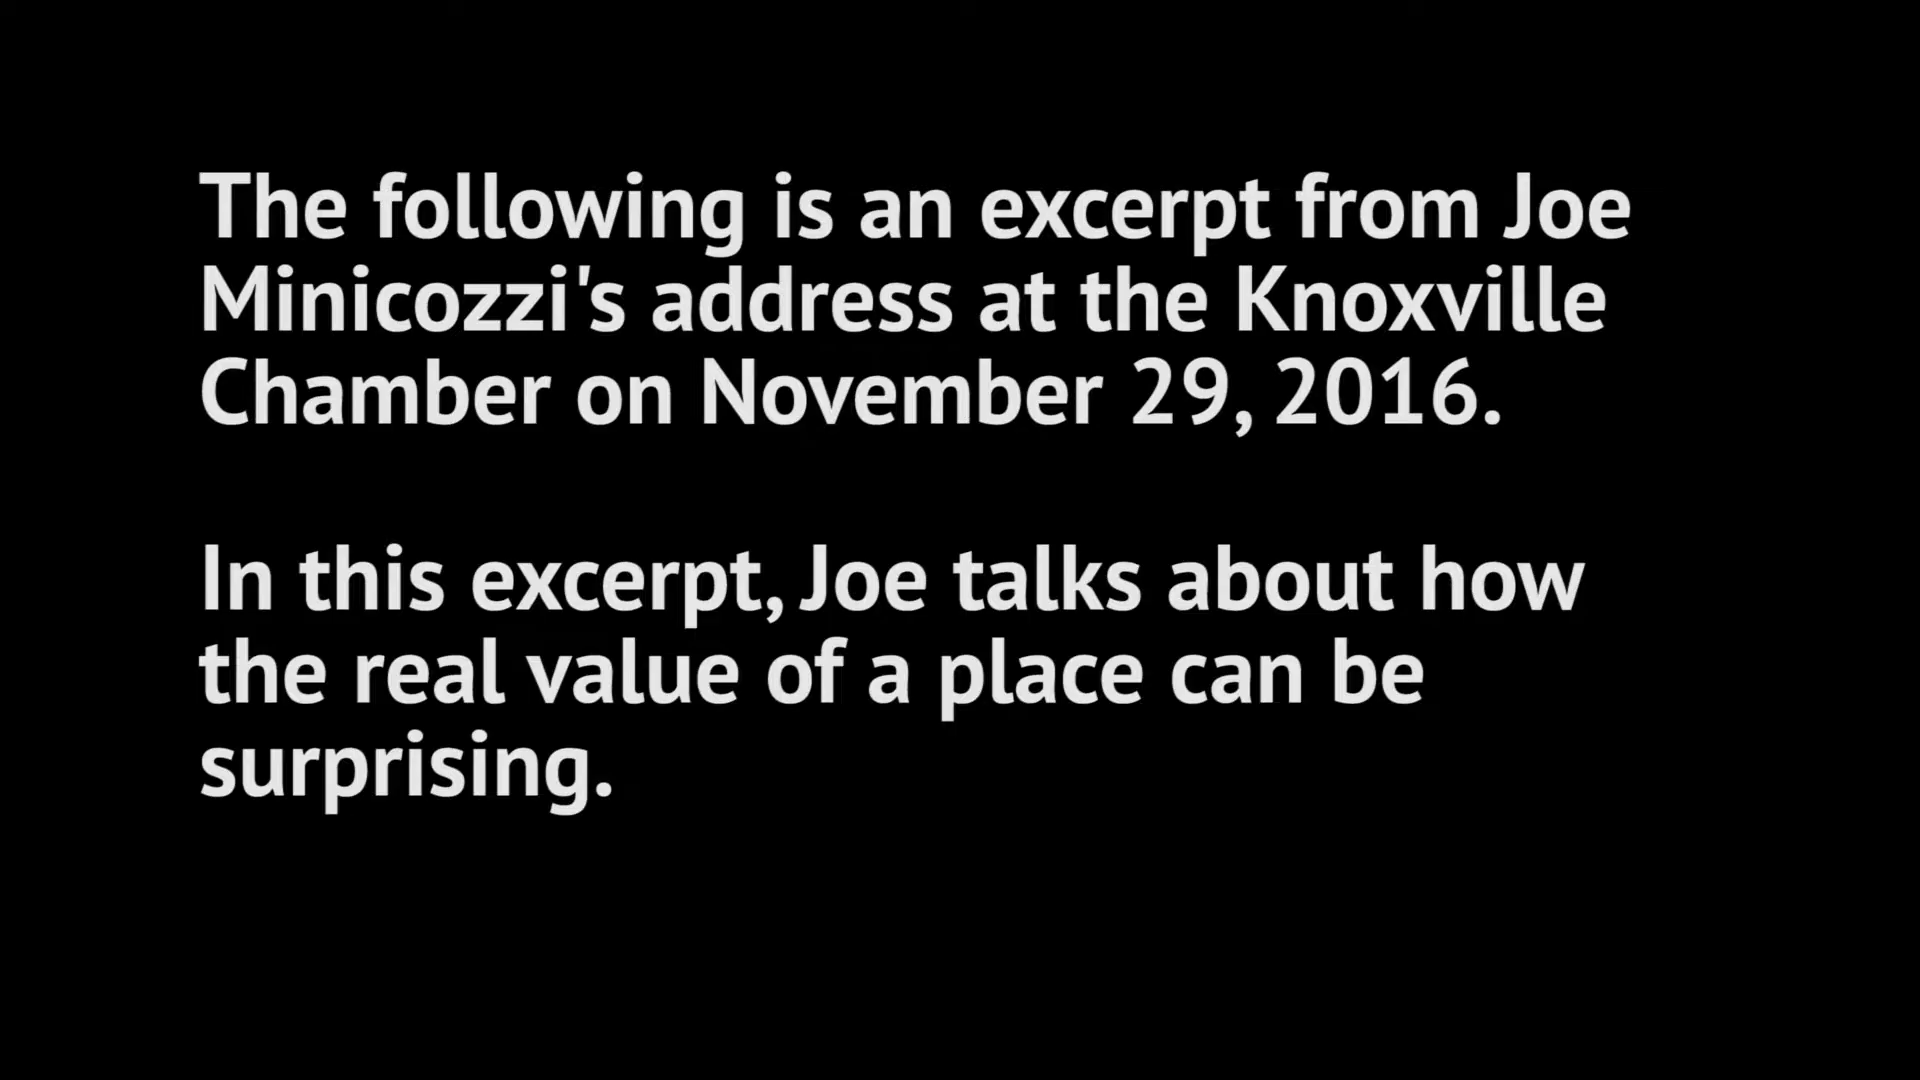 The following is an excerpt from Joe
Minicozzi's address at the Knoxville
Chamber on November 29, 2016.
In this excerpt, Joe talks about how
the real value of a place can be
surprising.